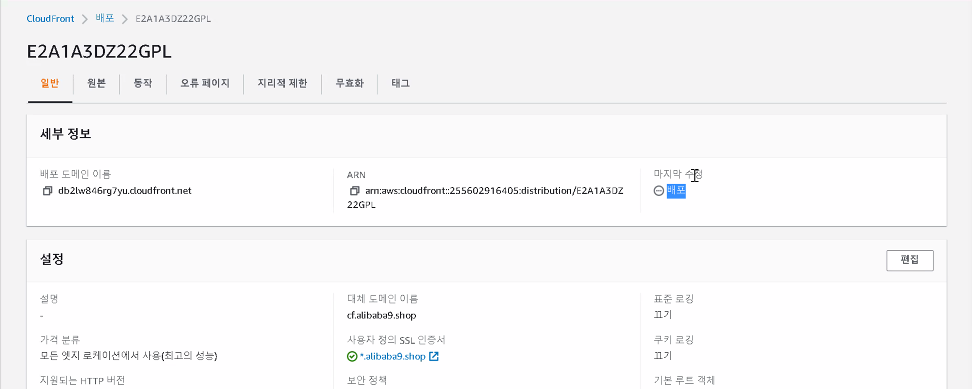 CloudFront > 배포 > E2A1A3DZ22GPL
E2A1A3DZ22GPL
일반 원본 동작 오류 페이지 지리적 제한 무효화 태그
세부 정보
배포 도메인 이름
db2lw846rg7yu.cloudfront.net
ARN
arn:aws:cloudfront::255602916405:distribution/E2A1A3DZ
22GPL
마지막 수정
배포
설정
편집
설명
-
대체 도메인 이름
cf.alibaba9.shop
표준 로깅
끄기
가격 분류
모든 엣지 로케이션에서 사용(최고의 성능)
사용자 정의 SSL 인증서
*.alibaba9.shop
쿠키 로깅
끄기
지원되는 HTTP 버전
보안 정책
기본 루트 객체